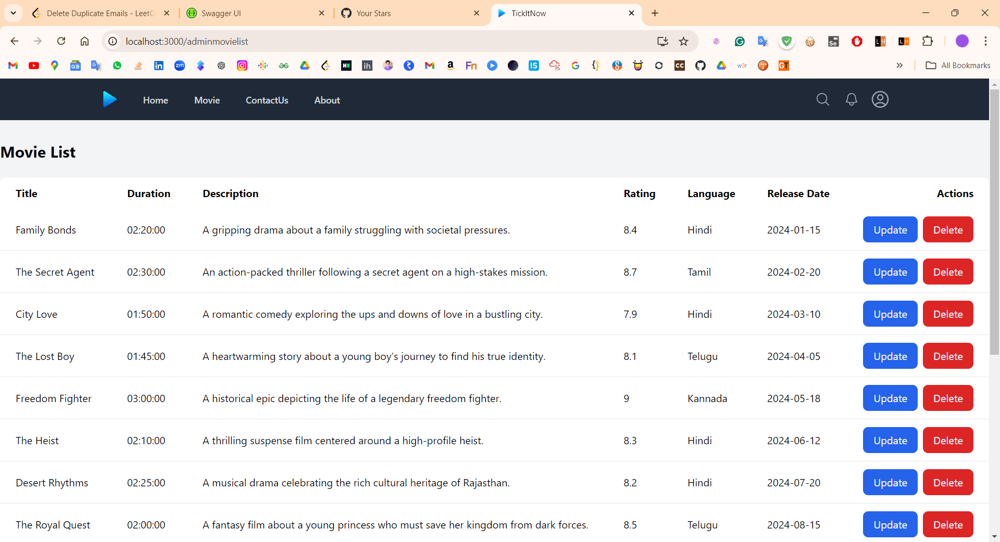 Delete Duplicate Emails - LeetC
Swagger UI
Your Stars
TickItNow
localhost:3000/adminmovielist
All Bookmarks
Home Movie ContactUs About
Movie List
Title Duration Description Rating Language Release Date Actions
Family Bonds 02:20:00 A gripping drama about a family struggling with societal pressures. 8.4 Hindi 2024-01-15 Update Delete
The Secret Agent 02:30:00 An action-packed thriller following a secret agent on a high-stakes mission. 8.7 Tamil 2024-02-20 Update Delete
City Love 01:50:00 A romantic comedy exploring the ups and downs of love in a bustling city. 7.9 Hindi 2024-03-10 Update Delete
The Lost Boy 01:45:00 A heartwarming story about a young boy’s journey to find his true identity. 8.1 Telugu 2024-04-05 Update Delete
Freedom Fighter 03:00:00 A historical epic depicting the life of a legendary freedom fighter. 9 Kannada 2024-05-18 Update Delete
The Heist 02:10:00 A thrilling suspense film centered around a high-profile heist. 8.3 Hindi 2024-06-12 Update Delete
Desert Rhythms 02:25:00 A musical drama celebrating the rich cultural heritage of Rajasthan. 8.2 Hindi 2024-07-20 Update Delete
The Royal Quest 02:00:00 A fantasy film about a young princess who must save her kingdom from dark forces. 8.5 Telugu 2024-08-15 Update Delete